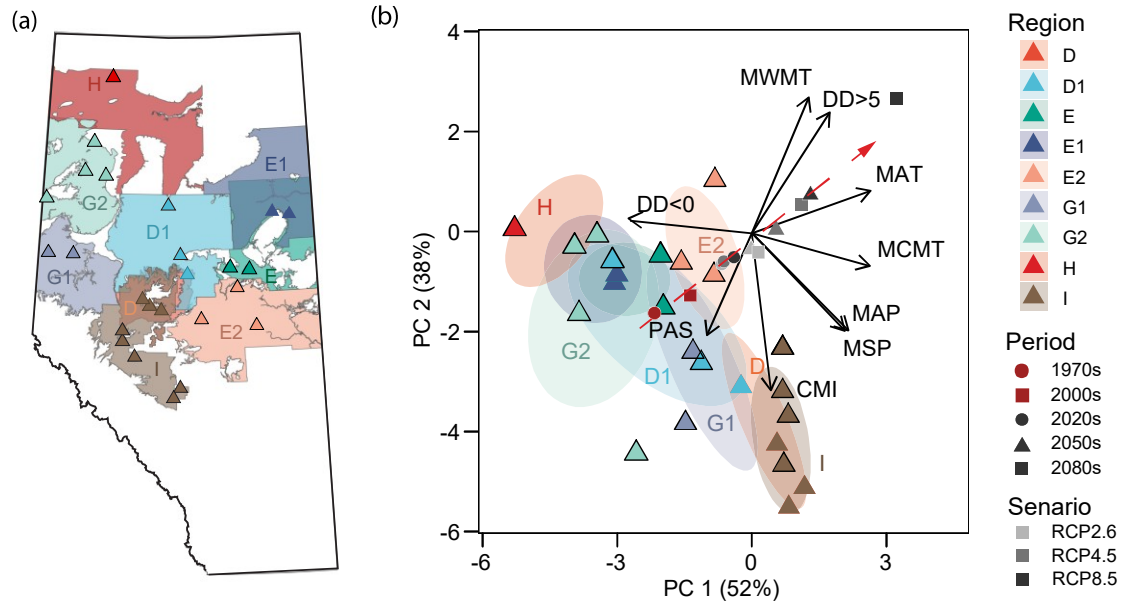 (a)
H
G2
E1
D1
G1
E
D
E2
I
(b)
PC 2 (38%)
4
2
0
-2
-4
-6
-6
-3
0
3
PC 1 (52%)
MWMT
DD>5
MAT
DD<0
MCMT
MAP
MSP
PAS
CMI
H
E2
G2
D1
D
G1
I
Region
D
D1
E
E1
E2
G1
G2
H
I
Period
1970s
2000s
2020s
2050s
2080s
Senario
RCP2.6
RCP4.5
RCP8.5